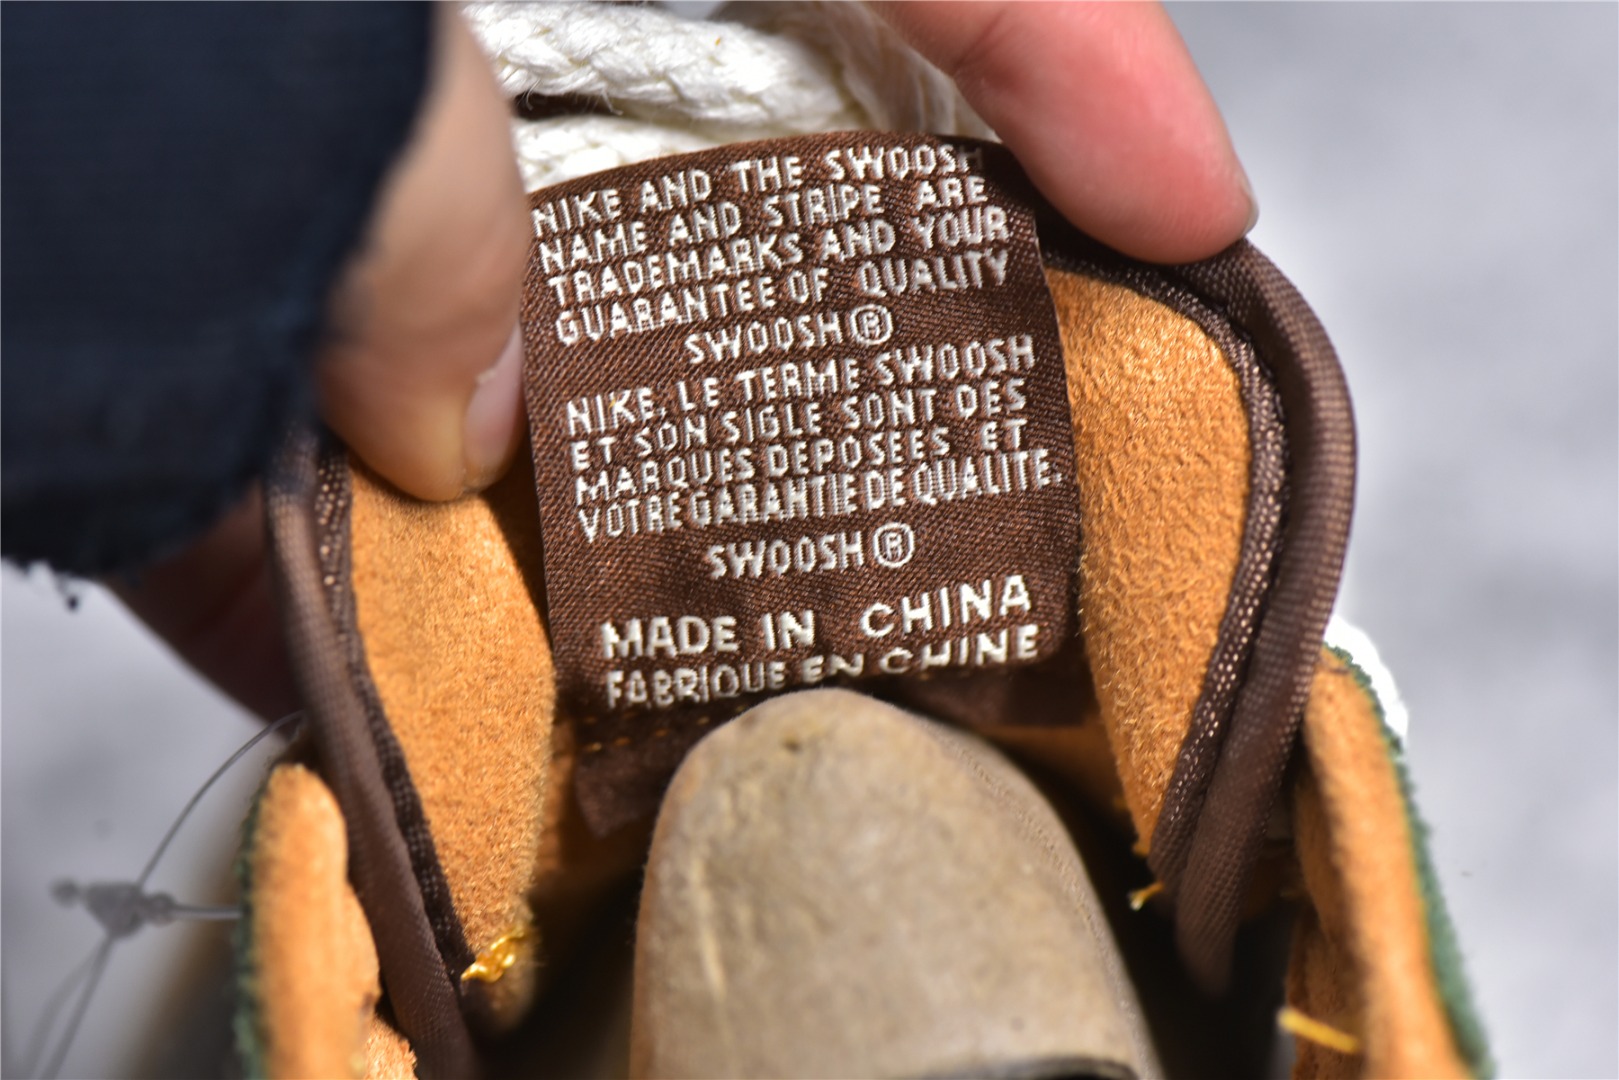 NIKE AND THE SWOOSH
NAME AND STRIPE ARE
TRADEMARKS AND YOUR
GUARANTEE OF QUALITY
SWOOSH®
NIKE, LE TERME SWOOSH
ET SON SIGLE SONT DES
MARQUES DEPOSEES ET
VOTRE GARANTIE DE QUALITE.
SWOOSH®
MADE IN CHINA
FABRIQUE EN CHINE